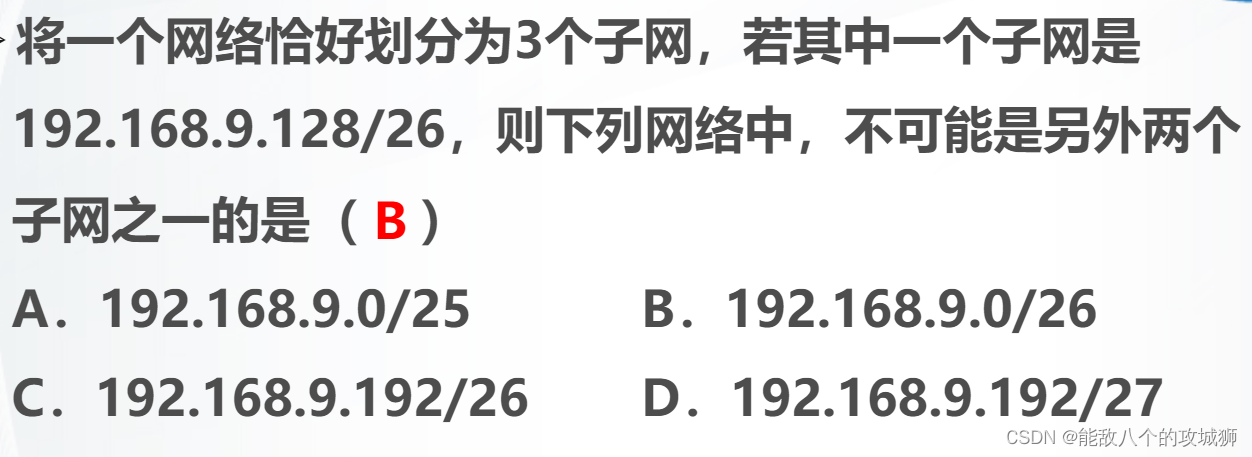 将一个网络恰好划分为3个子网，若其中一个子网是
192.168.9.128/26，则下列网络中，不可能是另外两个
子网之一的是（ B ）
A．192.168.9.0/25 B．192.168.9.0/26
C．192.168.9.192/26 D．192.168.9.192/27
CSDN @能敌八个的攻城狮